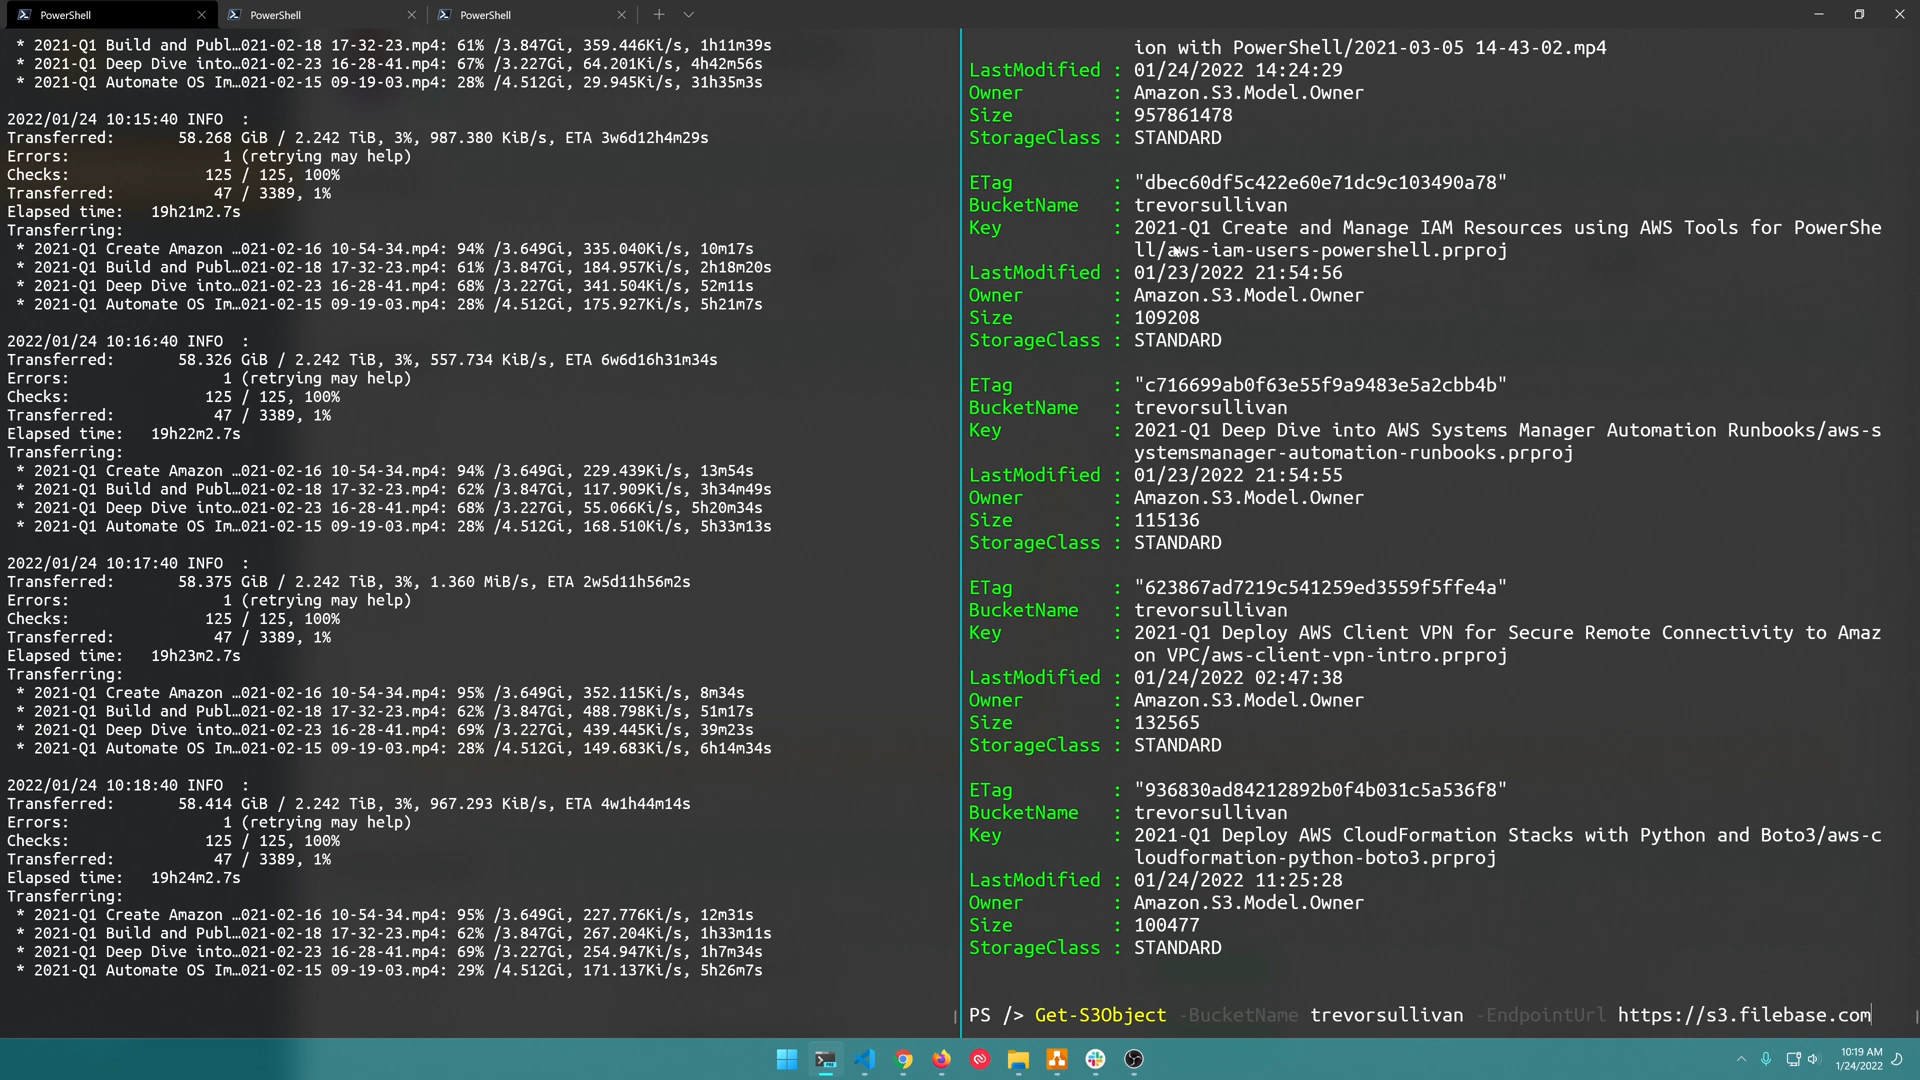 PowerShell
PowerShell
PowerShell
* 2021-Q1 Build and Publ…021-02-18 17-32-23.mp4: 61% /3.847Gi, 359.446Ki/s, 1h11m39s
* 2021-Q1 Deep Dive into…021-02-23 16-28-41.mp4: 67% /3.227Gi, 64.201Ki/s, 4h42m56s
* 2021-Q1 Automate OS Im…021-02-15 09-19-03.mp4: 28% /4.512Gi, 29.945Ki/s, 31h35m3s
2022/01/24 10:15:40 INFO  :
Transferred:   58.268 GiB / 2.242 TiB, 3%, 987.380 KiB/s, ETA 3w6d12h4m29s
Errors:   1 (retrying may help)
Checks:   125 / 125, 100%
Transferred:   47 / 3389, 1%
Elapsed time:   19h21m2.7s
Transferring:
* 2021-Q1 Create Amazon …021-02-16 10-54-34.mp4: 94% /3.649Gi, 335.040Ki/s, 10m17s
* 2021-Q1 Build and Publ…021-02-18 17-32-23.mp4: 61% /3.847Gi, 184.957Ki/s, 2h18m20s
* 2021-Q1 Deep Dive into…021-02-23 16-28-41.mp4: 68% /3.227Gi, 341.504Ki/s, 52m11s
* 2021-Q1 Automate OS Im…021-02-15 09-19-03.mp4: 28% /4.512Gi, 175.927Ki/s, 5h21m7s
2022/01/24 10:16:40 INFO  :
Transferred:   58.326 GiB / 2.242 TiB, 3%, 557.734 KiB/s, ETA 6w6d16h31m34s
Errors:   1 (retrying may help)
Checks:   125 / 125, 100%
Transferred:   47 / 3389, 1%
Elapsed time:   19h22m2.7s
Transferring:
* 2021-Q1 Create Amazon …021-02-16 10-54-34.mp4: 94% /3.649Gi, 229.439Ki/s, 13m54s
* 2021-Q1 Build and Publ…021-02-18 17-32-23.mp4: 62% /3.847Gi, 117.909Ki/s, 3h34m49s
* 2021-Q1 Deep Dive into…021-02-23 16-28-41.mp4: 68% /3.227Gi, 55.066Ki/s, 5h20m34s
* 2021-Q1 Automate OS Im…021-02-15 09-19-03.mp4: 28% /4.512Gi, 168.510Ki/s, 5h33m13s
2022/01/24 10:17:40 INFO  :
Transferred:   58.375 GiB / 2.242 TiB, 3%, 1.360 MiB/s, ETA 2w5d11h56m2s
Errors:   1 (retrying may help)
Checks:   125 / 125, 100%
Transferred:   47 / 3389, 1%
Elapsed time:   19h23m2.7s
Transferring:
* 2021-Q1 Create Amazon …021-02-16 10-54-34.mp4: 95% /3.649Gi, 352.115Ki/s, 8m34s
* 2021-Q1 Build and Publ…021-02-18 17-32-23.mp4: 62% /3.847Gi, 488.798Ki/s, 51m17s
* 2021-Q1 Deep Dive into…021-02-23 16-28-41.mp4: 69% /3.227Gi, 439.445Ki/s, 39m23s
* 2021-Q1 Automate OS Im…021-02-15 09-19-03.mp4: 28% /4.512Gi, 149.683Ki/s, 6h14m34s
2022/01/24 10:18:40 INFO  :
Transferred:   58.414 GiB / 2.242 TiB, 3%, 967.293 KiB/s, ETA 4w1h44m14s
Errors:   1 (retrying may help)
Checks:   125 / 125, 100%
Transferred:   47 / 3389, 1%
Elapsed time:   19h24m2.7s
Transferring:
* 2021-Q1 Create Amazon …021-02-16 10-54-34.mp4: 95% /3.649Gi, 227.776Ki/s, 12m31s
* 2021-Q1 Build and Publ…021-02-18 17-32-23.mp4: 62% /3.847Gi, 267.204Ki/s, 1h33m11s
* 2021-Q1 Deep Dive into…021-02-23 16-28-41.mp4: 69% /3.227Gi, 254.947Ki/s, 1h7m34s
* 2021-Q1 Automate OS Im…021-02-15 09-19-03.mp4: 29% /4.512Gi, 171.137Ki/s, 5h26m7s
ion with PowerShell/2021-03-05 14-43-02.mp4
LastModified : 01/24/2022 14:24:29
Owner : Amazon.S3.Model.Owner
Size : 957861478
StorageClass : STANDARD
ETag : "dbec60df5c422e60e71dc9c103490a78"
BucketName : trevorsullivan
Key : 2021-Q1 Create and Manage IAM Resources using AWS Tools for PowerShe
ll/aws-iam-users-powershell.prproj
LastModified : 01/23/2022 21:54:56
Owner : Amazon.S3.Model.Owner
Size : 109208
StorageClass : STANDARD
ETag : "c716699ab0f63e55f9a9483e5a2cbb4b"
BucketName : trevorsullivan
Key : 2021-Q1 Deep Dive into AWS Systems Manager Automation Runbooks/aws-s
ystemsmanager-automation-runbooks.prproj
LastModified : 01/23/2022 21:54:55
Owner : Amazon.S3.Model.Owner
Size : 115136
StorageClass : STANDARD
ETag : "623867ad7219c541259ed3559f5ffe4a"
BucketName : trevorsullivan
Key : 2021-Q1 Deploy AWS Client VPN for Secure Remote Connectivity to Amaz
on VPC/aws-client-vpn-intro.prproj
LastModified : 01/24/2022 02:47:38
Owner : Amazon.S3.Model.Owner
Size : 132565
StorageClass : STANDARD
ETag : "936830ad84212892b0f4b031c5a536f8"
BucketName : trevorsullivan
Key : 2021-Q1 Deploy AWS CloudFormation Stacks with Python and Boto3/aws-c
loudformation-python-boto3.prproj
LastModified : 01/24/2022 11:25:28
Owner : Amazon.S3.Model.Owner
Size : 100477
StorageClass : STANDARD
PS /> Get-S3Object -BucketName trevorsullivan -EndpointUrl https://s3.filebase.com
10:19 AM
1/24/2022